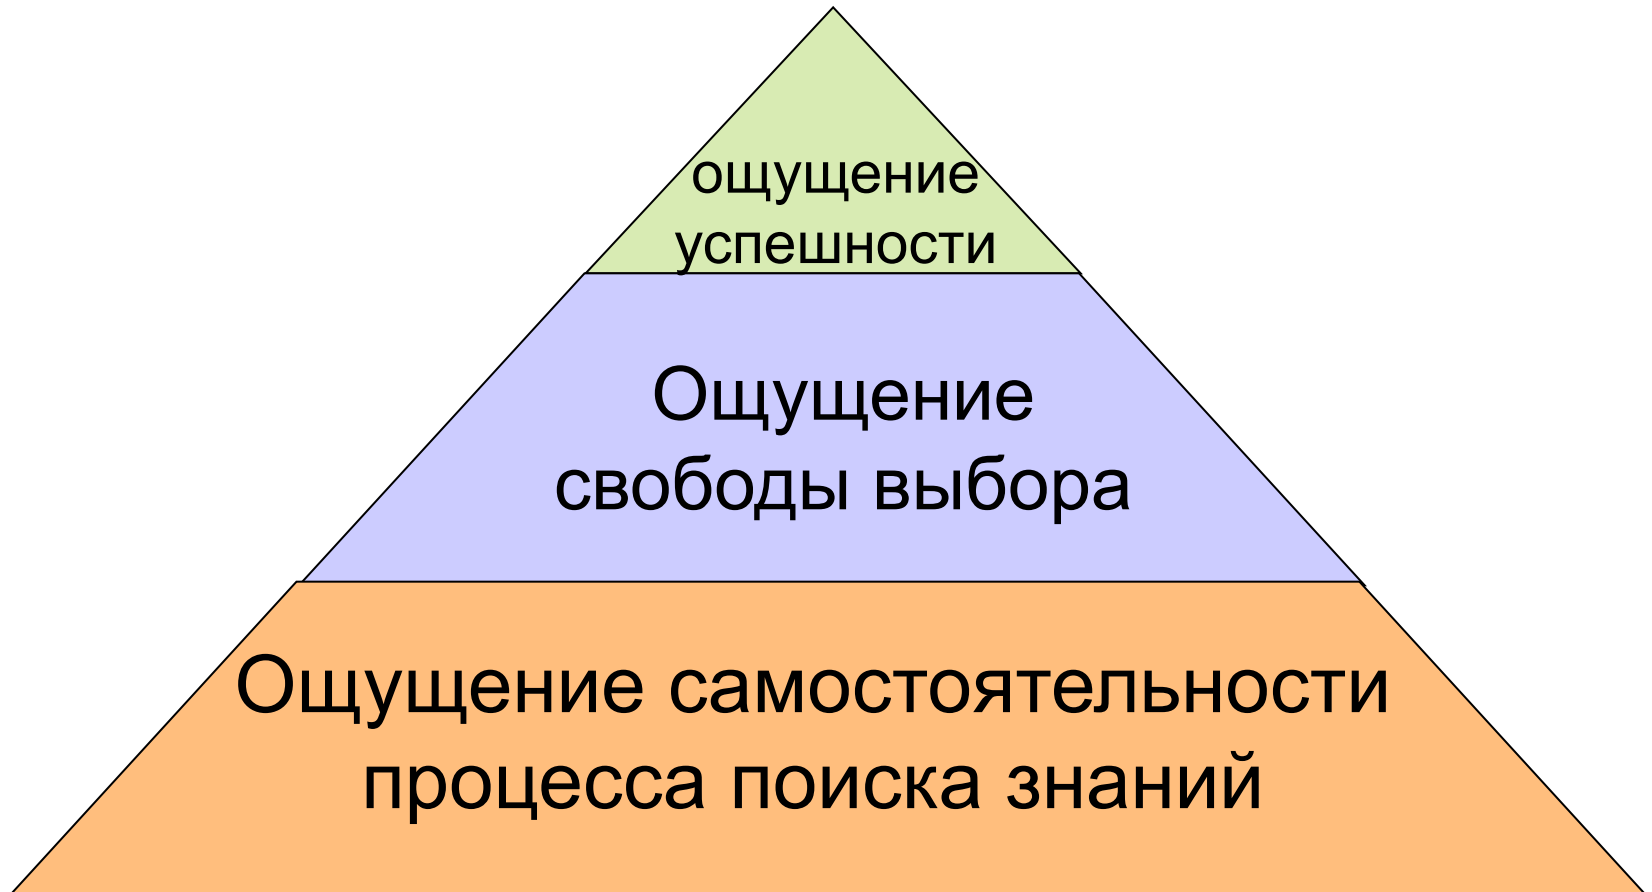 ощущение
успешности
Ощущение
свободы выбора
Ощущение самостоятельности
процесса поиска знаний